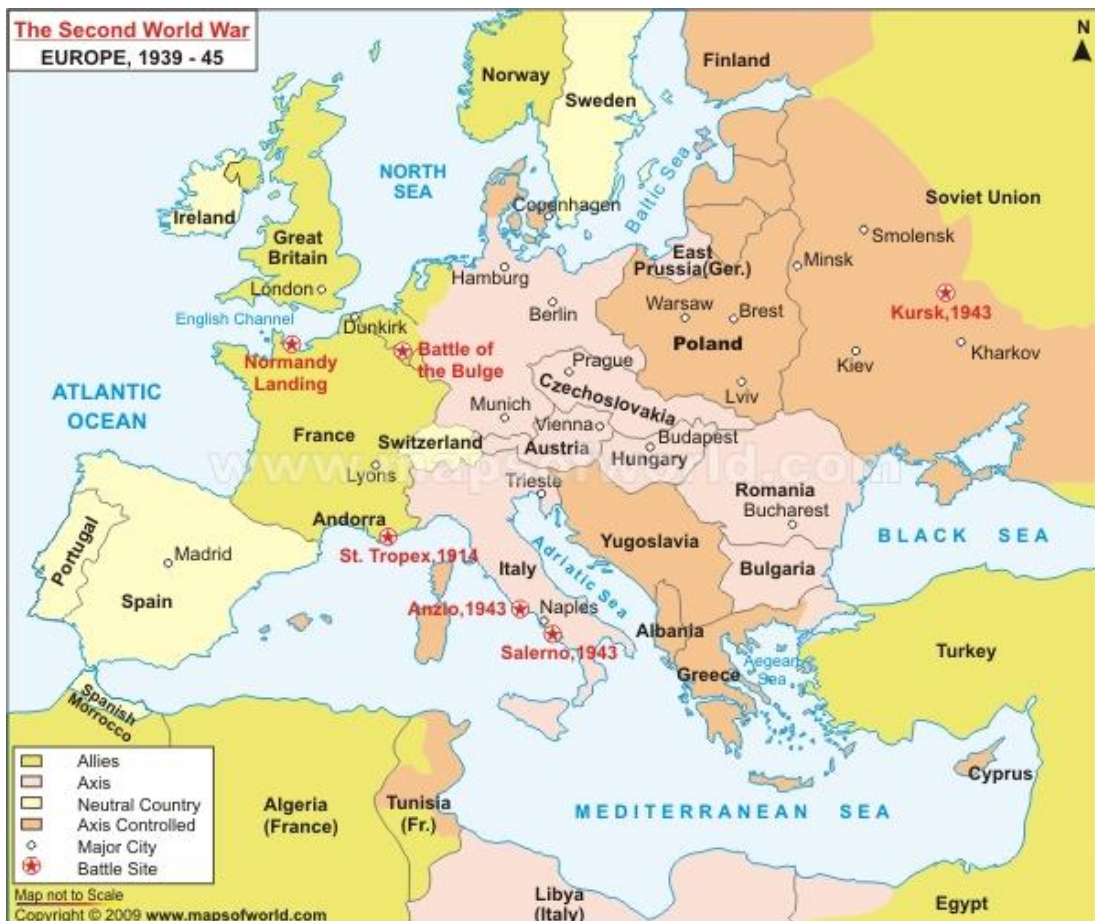 The Second World War
EUROPE, 1939 - 45
N
Norway
Finland
Sweden
NORTH
SEA
Baltic Sea
F
Soviet Union
Ireland
Great
Britain
London
Copenhagen
Smolensk
Minsk
East
Prussia(Ger.)
Hamburg
Berlin
Warsaw
Brest
Kursk,1943
Poland
Kiev
Kharkov
English Channel
Dunkirk
Normandy
Landing
Battle of
the Bulge
Prague
Czechoslovakia
Lviv
ATLANTIC
OCEAN
Munich
Vienna
France
Switzerland
Austria
Budapest
Hungary
www.mapsofworld.com
Lyons
Trieste
Romania
Bucharest
Andorra
St. Tropex,1914
Adriatic Sea
Yugoslavia
BLACK SEA
Portugal
Madrid
Italy
Bulgaria
Spain
Anzio,1943
Naples
Albania
Salerno,1943
Turkey
Greece
Aegean
Sea
Spanish
Morrocco
Cyprus
Allies
Axis
Neutral Country
Axis Controlled
Major City
Battle Site
Algeria
(France)
Tunisia
(Fr.)
MEDITERRANEAN SEA
Libya
(Italy)
Egypt
Map not to Scale
Copyright © 2009 www.mapsofworld.com